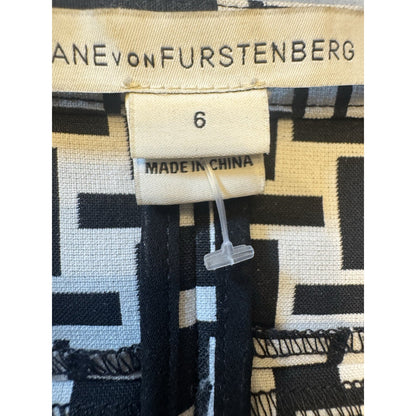 ANE VON FURSTENBERG
6
MADE IN CHINA